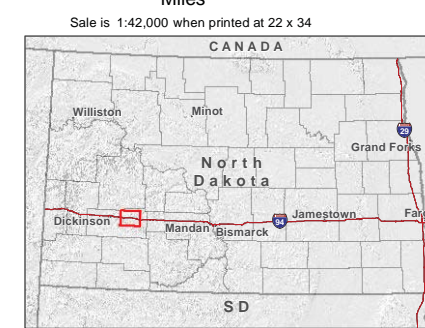 Miles
Sale is 1:42,000 when printed at 22 x 34
CANADA
Williston
Minot
29
Grand Forks
North
Dakota
Dickinson
Mandan
Bismarck
94
Jamestown
Far
SD